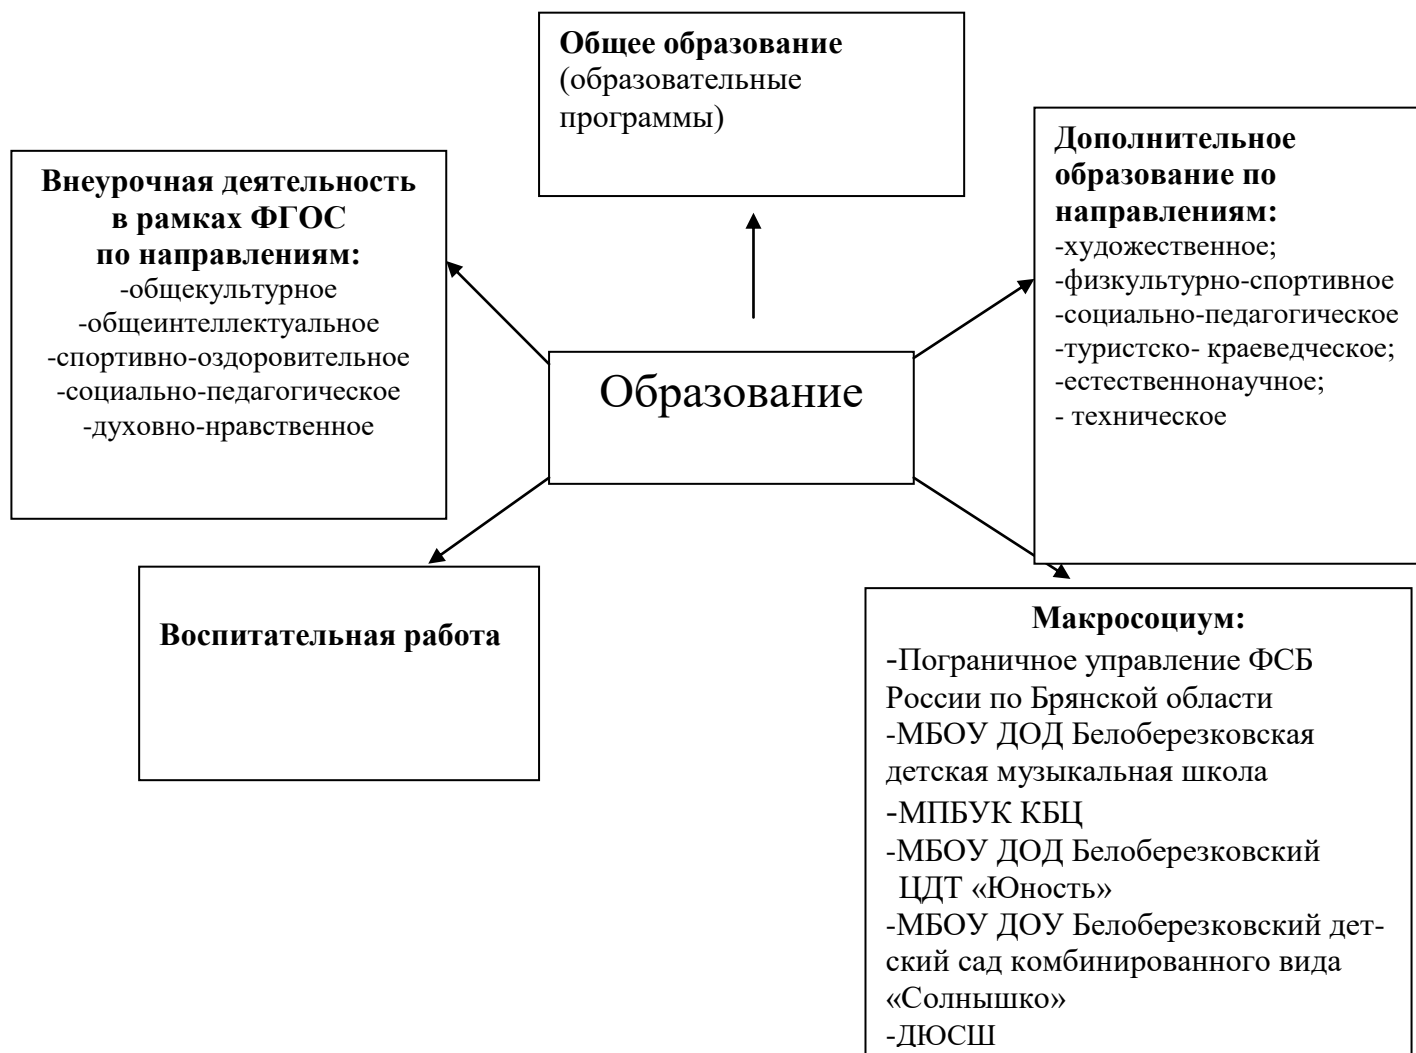 Общее образование
(образовательные
программы)
Внеурочная деятельность
в рамках ФГОС
по направлениям:
-общекультурное
-общеинтеллектуальное
-спортивно-оздоровительное
-социально-педагогическое
-духовно-нравственное
Дополнительное
образование по
направлениям:
-художественное;
-физкультурно-спортивное
-социально-педагогическое
-туристско- краеведческое;
-естественнонаучное;
- техническое
Образование
Воспитательная работа
Макросоциум:
-Пограничное управление ФСБ
России по Брянской области
-МБОУ ДОД Белоберезковская
детская музыкальная школа
-МПБУК КБЦ
-МБОУ ДОД Белоберезковский
ЦДТ «Юность»
-МБОУ ДОУ Белоберезковский дет-
ский сад комбинированного вида
«Солнышко»
-ДЮСШ